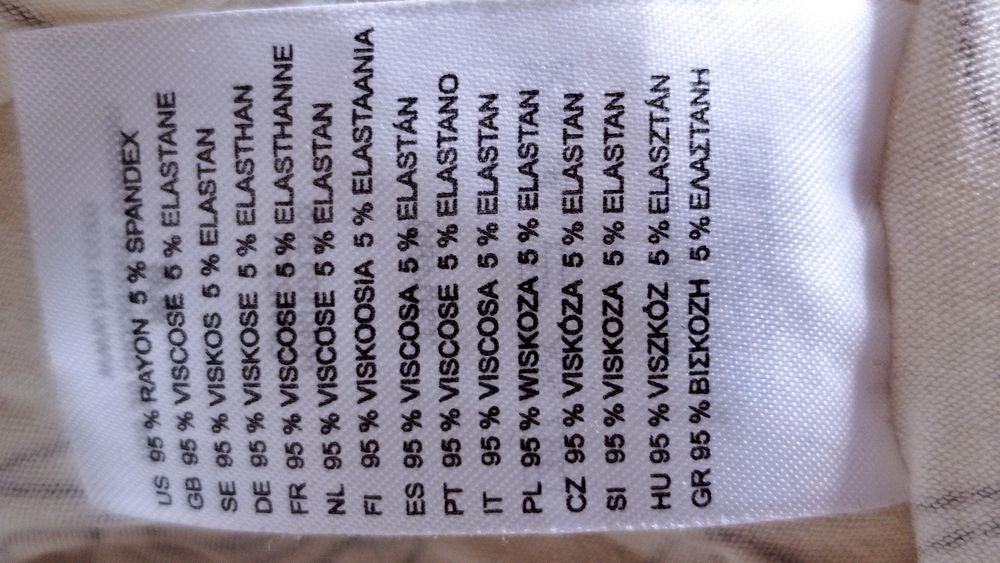 US 95 % RAYON 5 % SPANDEX
GB 95 % VISCOSE 5 % ELASTANE
SE 95 % VISKOS 5 % ELASTAN
DE 95 % VISKOSE 5 % ELASTHAN
FR 95 % VISCOSE 5 % ELASTHANNE
NL 95 % VISCOSE 5 % ELASTAN
FI 95 % VISKOOSIA 5 % ELASTAANIA
ES 95 % VISCOSA 5 % ELASTÁN
PT 95 % VISCOSE 5 % ELASTANO
IT 95 % VISCOSA 5 % ELASTAN
PL 95 % WISKOZA 5 % ELASTAN
CZ 95 % VISKÓZA 5 % ELASTAN
SI 95 % VISKOZA 5 % ELASTAN
HU 95 % VISZKÓZ 5 % ELASZTÁN
GR 95 % ΒΙΣΚΟΖΗ 5 % ΕΛΑΣΤΑΝΗ